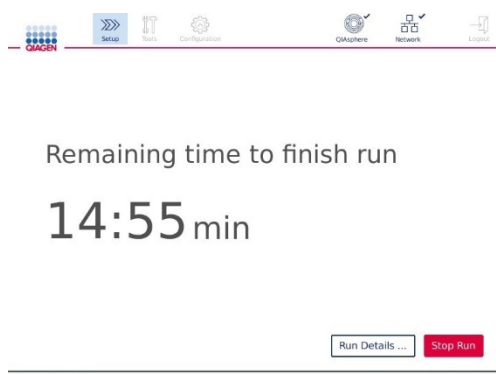 QIAGEN
Setup
Tools
Configuration
QIAsphere
Network
Logout
Remaining time to finish run
14:55 min
Run Details ...
Stop Run